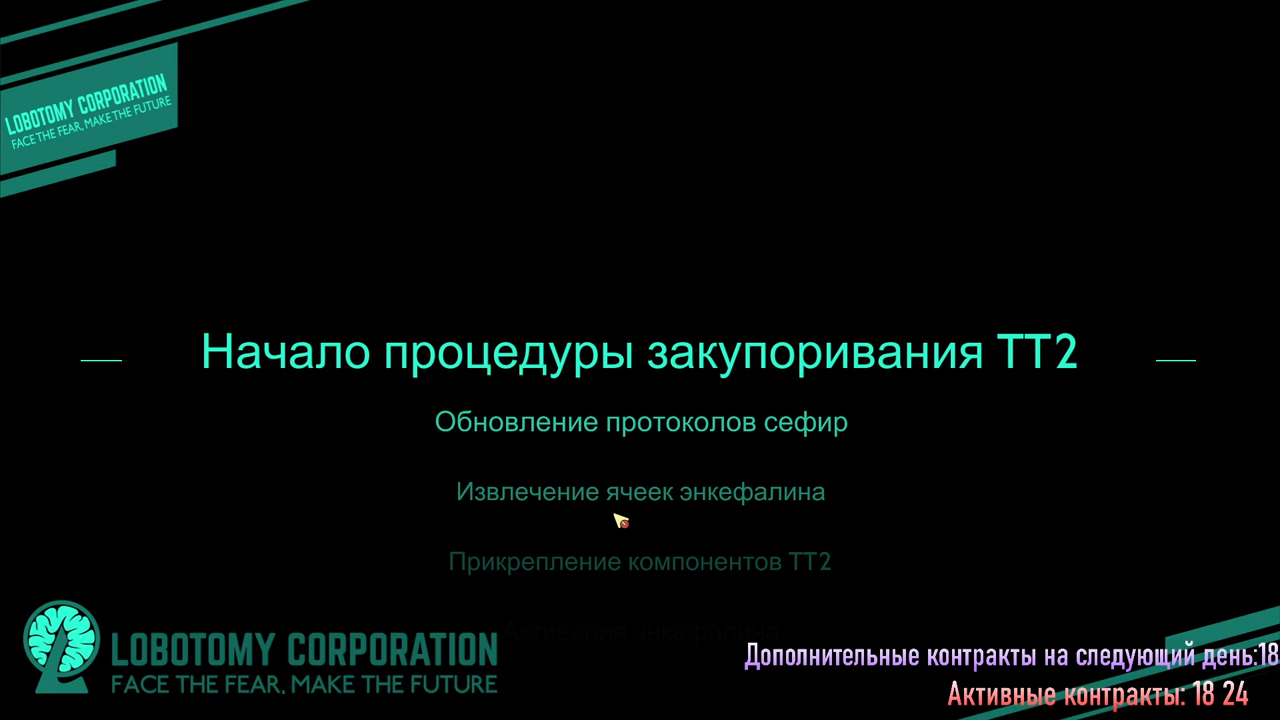 LOBOTOMY CORPORATION
FACE THE FEAR, MAKE THE FUTURE
Начало процедуры закупоривания TT2
Обновление протоколов сефир
Извлечение ячеек энкефалина
Прикрепление компонентов TT2
Активация энкефалина
LOBOTOMY CORPORATION
FACE THE FEAR, MAKE THE FUTURE
Дополнительные контракты на следующий день:18
Активные контракты: 18 24